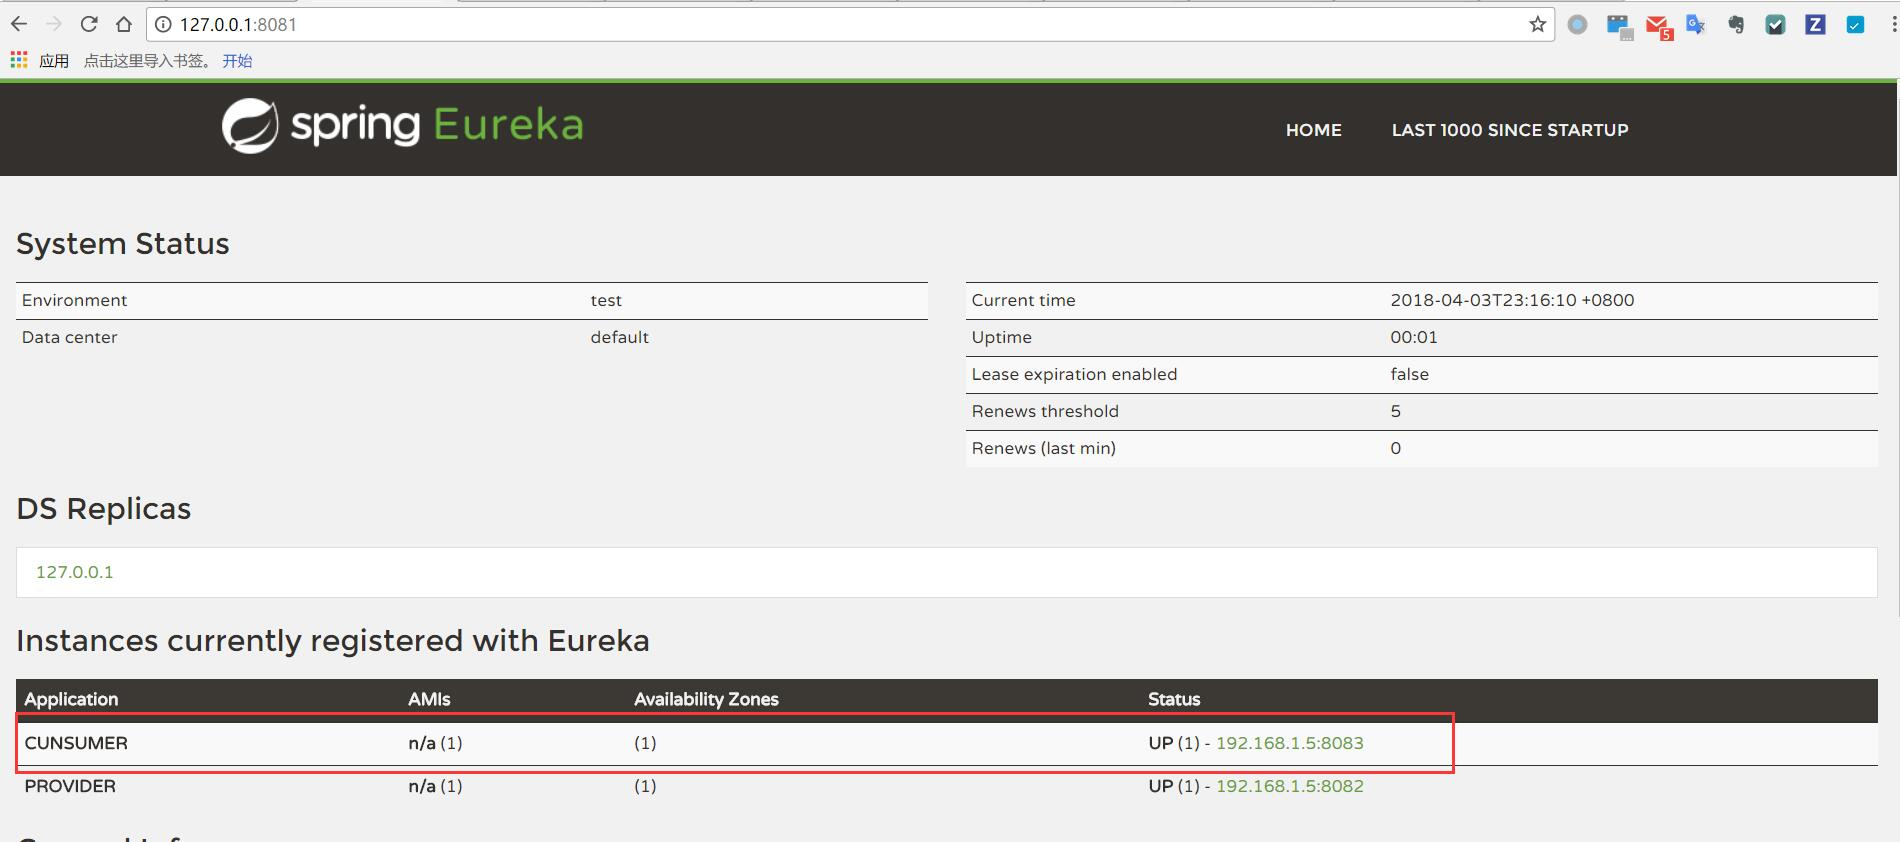 127.0.0.1:8081
5
Z
应用 点击这里导入书签。 开始
spring Eureka
HOME LAST 1000 SINCE STARTUP
System Status
Environment test
Data center default
Current time 2018-04-03T23:16:10 +0800
Uptime 00:01
Lease expiration enabled false
Renews threshold 5
Renews (last min) 0
DS Replicas
127.0.0.1
Instances currently registered with Eureka
Application AMIs Availability Zones Status
CUNSUMER n/a (1) (1) UP (1) - 192.168.1.5:8083
PROVIDER n/a (1) (1) UP (1) - 192.168.1.5:8082